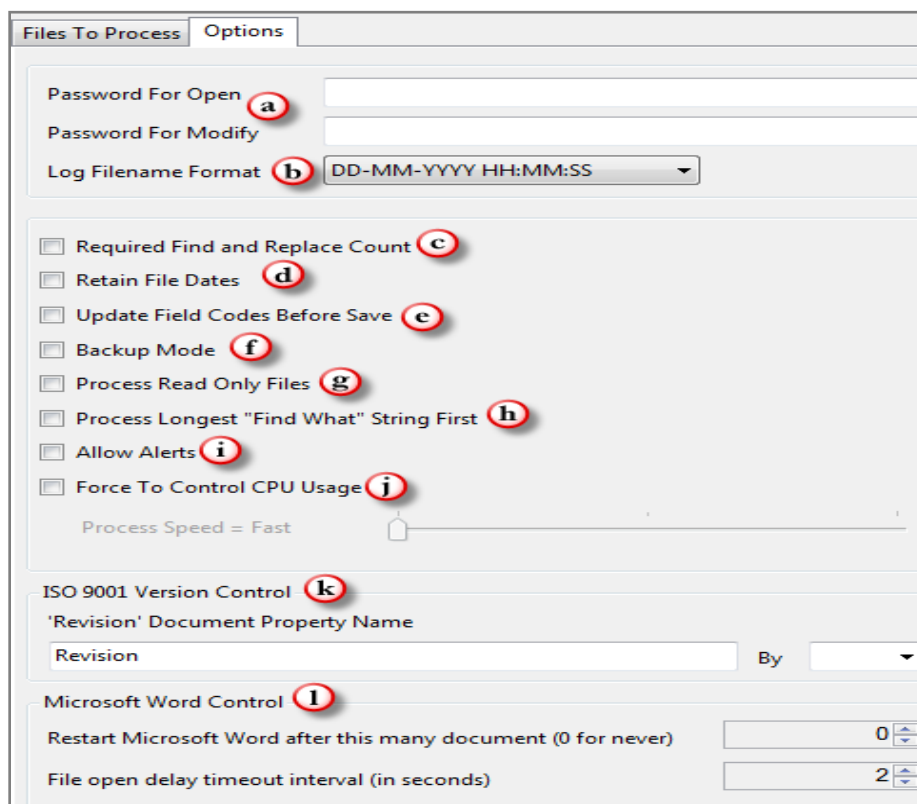 Files To Process Options
Password For Open a
Password For Modify
Log Filename Format b DD-MM-YYYY HH:MM:SS
Required Find and Replace Count c
Retain File Dates d
Update Field Codes Before Save e
Backup Mode f
Process Read Only Files g
Process Longest "Find What" String First h
Allow Alerts i
Force To Control CPU Usage j
Process Speed = Fast
ISO 9001 Version Control k
'Revision' Document Property Name
Revision By
Microsoft Word Control l
Restart Microsoft Word after this many document (0 for never) 0
File open delay timeout interval (in seconds) 2